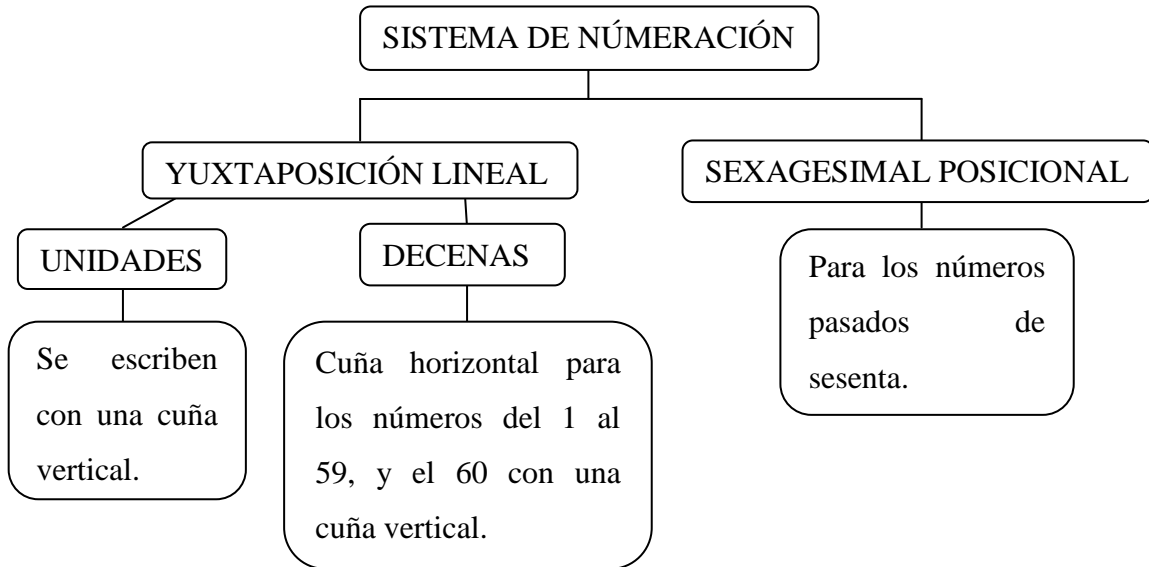 SISTEMA DE NÚMERACIÓN
YUXTAPOSICIÓN LINEAL
SEXAGESIMAL POSICIONAL
UNIDADES
DECENAS
Se escriben
con una cuña
vertical.
Cuña horizontal para
los números del 1 al
59, y el 60 con una
cuña vertical.
Para los números
pasados de
sesenta.